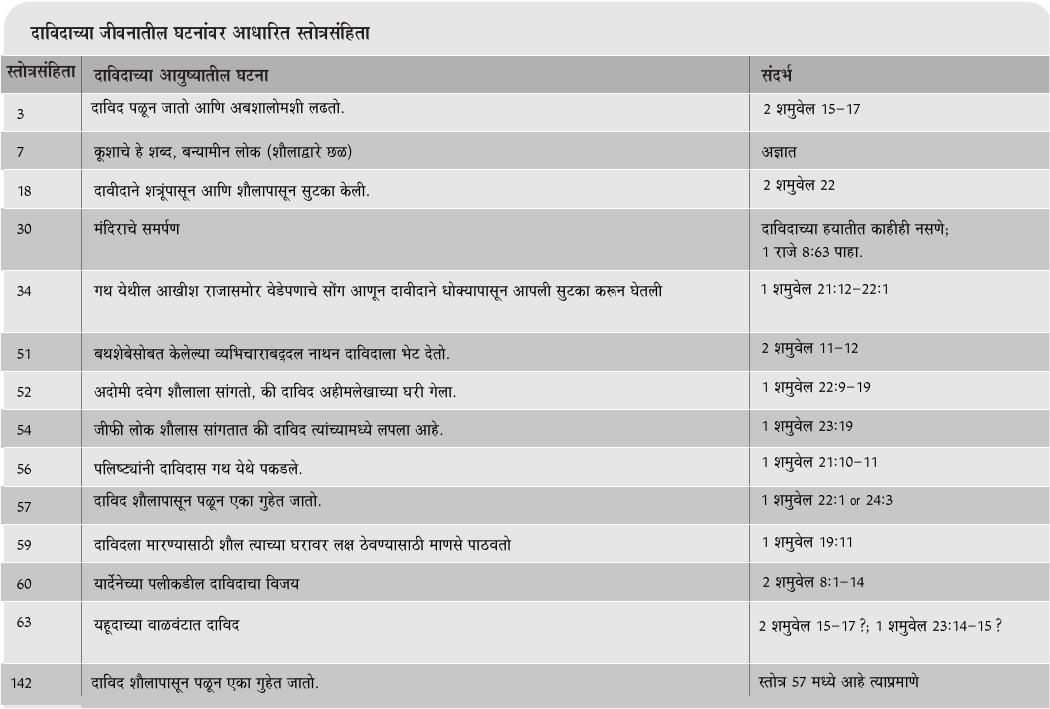 दाविदाच्या जीवनातील घटनांवर आधारित स्तोत्रसंहिता
स्तोत्रसंहिता दाविदाच्या आयुष्यातील घटना संदर्भ
3 दाविद पळून जातो आणि अबशालोमशी लढतो. 2 शमुवेल 15–17
7 कूशाचे हे शब्द, बन्यामीन लोक (शौलाद्वारे छळ) अज्ञात
18 दावीदाने शत्रूंपासून आणि शौलापासून सुटका केली. 2 शमुवेल 22
30 मंदिराचे समर्पण दाविदाच्या हयातीत काहीही नसणे;
1 राजे 8:63 पाहा.
34 गथ येथील आखीश राजासमोर वेडेपणाचे सोंग आणून दावीदाने धोक्यापासून आपली सुटका करून घेतली 1 शमुवेल 21:12–22:1
51 बथशेबेसोबत केलेल्या व्यभिचाराबद्‌दल नाथन दाविदाला भेट देतो. 2 शमुवेल 11–12
52 अदोमी दवेग शौलाला सांगतो, की दाविद अहीमलेखाच्या घरी गेला. 1 शमुवेल 22:9–19
54 जीफी लोक शौलास सांगतात की दाविद त्यांच्यामध्ये लपला आहे. 1 शमुवेल 23:19
56 पलिष्ट्यांनी दाविदास गथ येथे पकडले. 1 शमुवेल 21:10–11
57 दाविद शौलापासून पळून एका गुहेत जातो. 1 शमुवेल 22:1 or 24:3
59 दाविदला मारण्यासाठी शौल त्याच्या घरावर लक्ष ठेवण्यासाठी माणसे पाठवतो 1 शमुवेल 19:11
60 यार्देनेच्या पलीकडील दाविदाचा विजय 2 शमुवेल 8:1–14
63 यहूदाच्या वाळवंटात दाविद 2 शमुवेल 15–17 ?; 1 शमुवेल 23:14–15 ?
142 दाविद शौलापासून पळून एका गुहेत जातो. स्तोत्र 57 मध्ये आहे त्याप्रमाणे